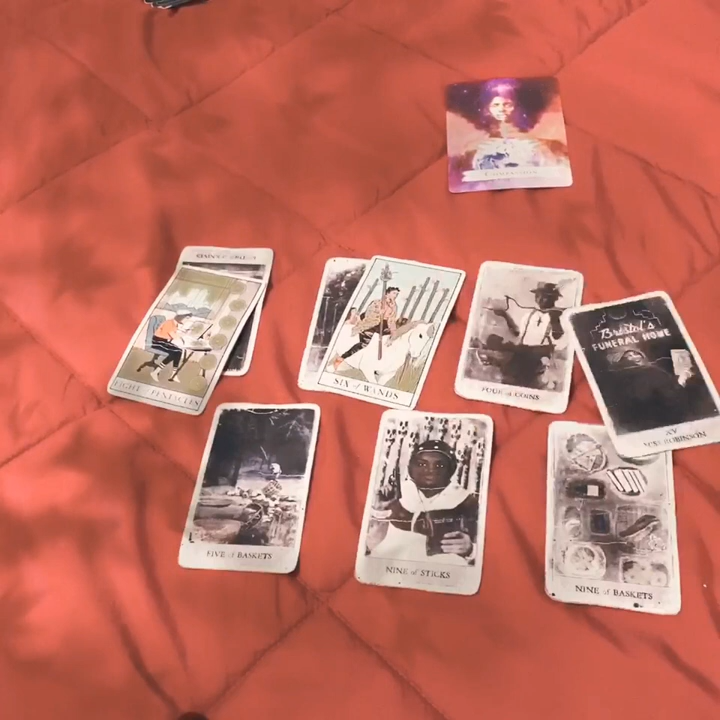 EIGHT of PENTACLES
SIX of WANDS
FOUR of COINS
Bristol's
FUNERAL HOME
XV
FIVE of BASKETS
NINE of STICKS
NINE of BASKETS